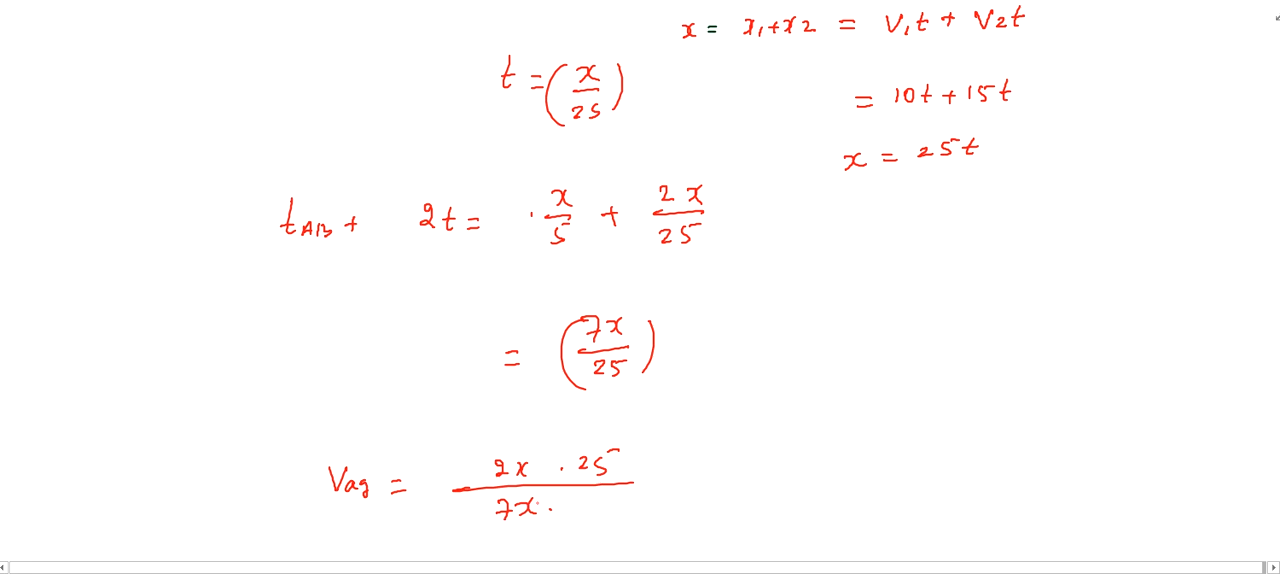 x = x1+x2 = V1t + V2t
t = (x/25)
= 10t + 15t
x = 25t
tAB + 2t = x/5 + 2x/25
= (7x/25)
Vag = 2x . 25 / 7x.